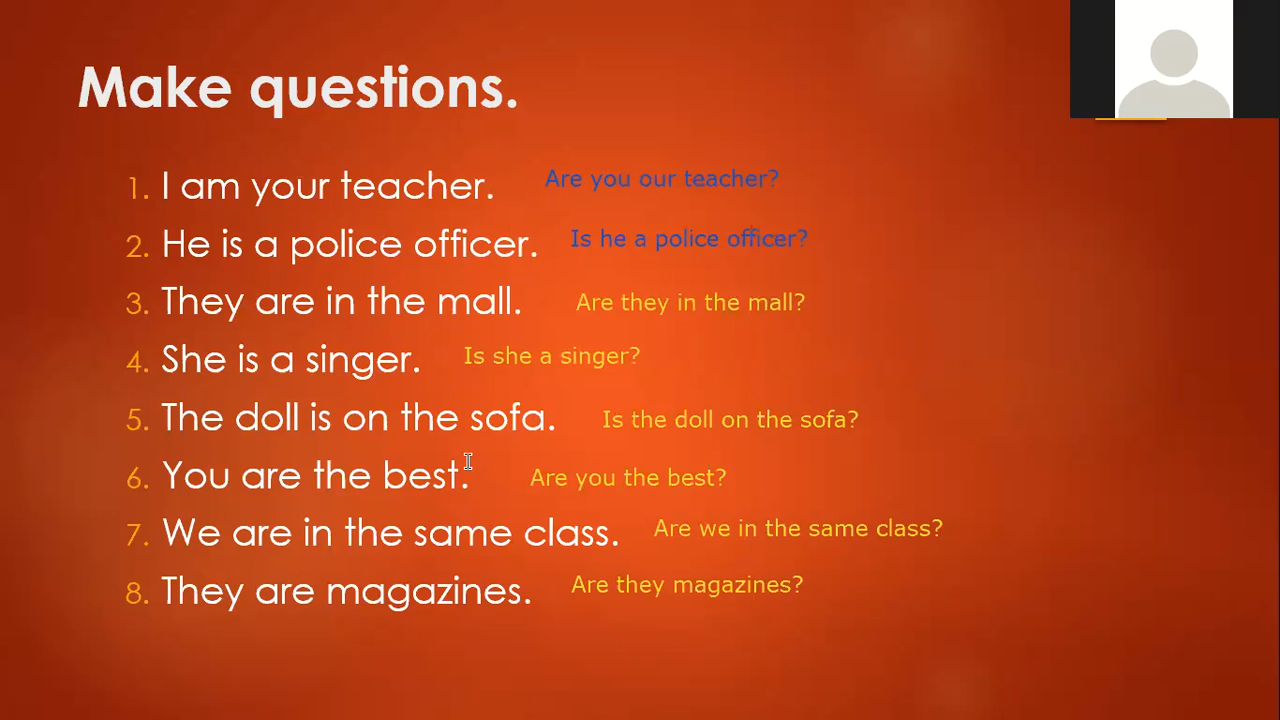 Make questions.
1. I am your teacher. Are you our teacher?
2. He is a police officer. Is he a police officer?
3. They are in the mall. Are they in the mall?
4. She is a singer. Is she a singer?
5. The doll is on the sofa. Is the doll on the sofa?
6. You are the best. Are you the best?
7. We are in the same class. Are we in the same class?
8. They are magazines. Are they magazines?